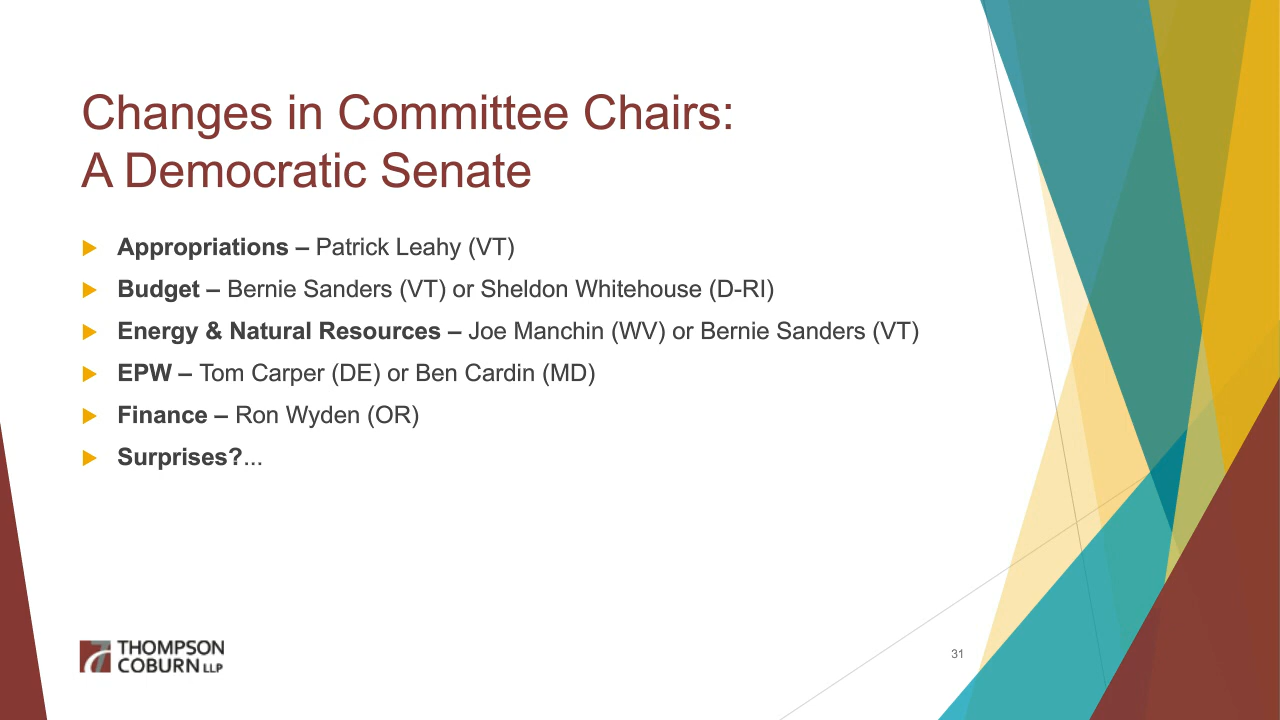 Changes in Committee Chairs:
A Democratic Senate
Appropriations – Patrick Leahy (VT)
Budget – Bernie Sanders (VT) or Sheldon Whitehouse (D-RI)
Energy & Natural Resources – Joe Manchin (WV) or Bernie Sanders (VT)
EPW – Tom Carper (DE) or Ben Cardin (MD)
Finance – Ron Wyden (OR)
Surprises?...
THOMPSON
COBURN LLP
31